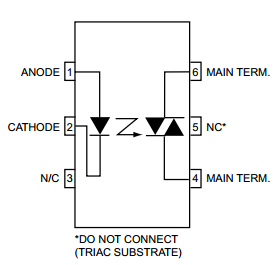 ANODE 1 6 MAIN TERM.
CATHODE 2 5 NC*
N/C 3 4 MAIN TERM.
*DO NOT CONNECT
(TRIAC SUBSTRATE)